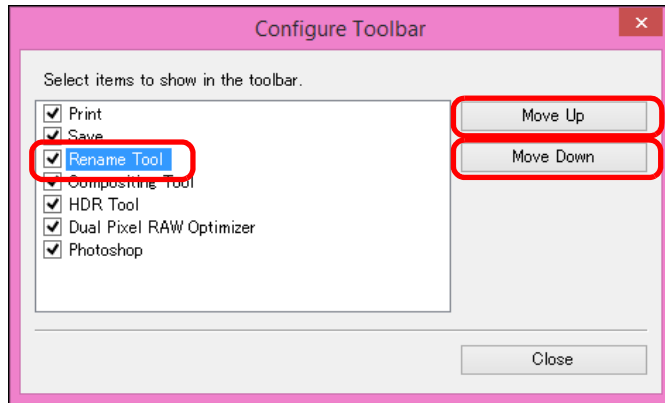 Configure Toolbar
Select items to show in the toolbar.
Print
Save
Rename Tool
Compositing Tool
HDR Tool
Dual Pixel RAW Optimizer
Photoshop
Move Up
Move Down
Close